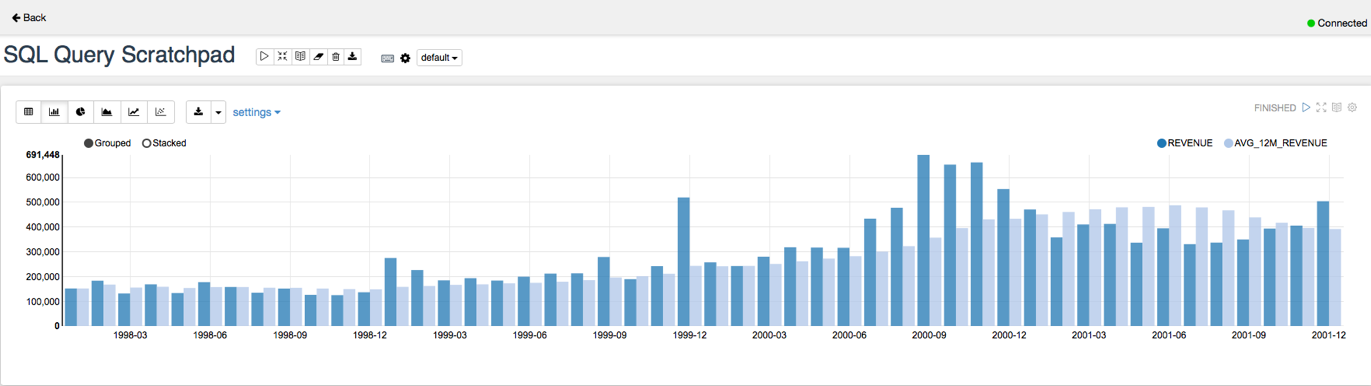 Back
Connected
SQL Query Scratchpad
default
settings
FINISHED
Grouped Stacked
REVENUE AVG_12M_REVENUE
691,448
600,000
500,000
400,000
300,000
200,000
100,000
0
1998-03 1998-06 1998-09 1998-12 1999-03 1999-06 1999-09 1999-12 2000-03 2000-06 2000-09 2000-12 2001-03 2001-06 2001-09 2001-12